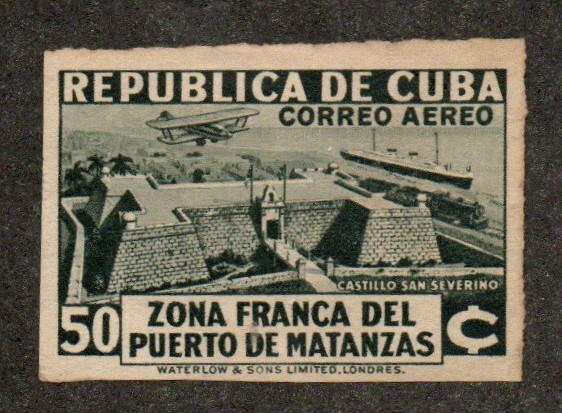 REPUBLICA DE CUBA
CORREO AEREO
CASTILLO SAN SEVERINO
50 ZONA FRANCA DEL ¢
PUERTO DE MATANZAS
WATERLOW & SONS LIMITED, LONDRES.